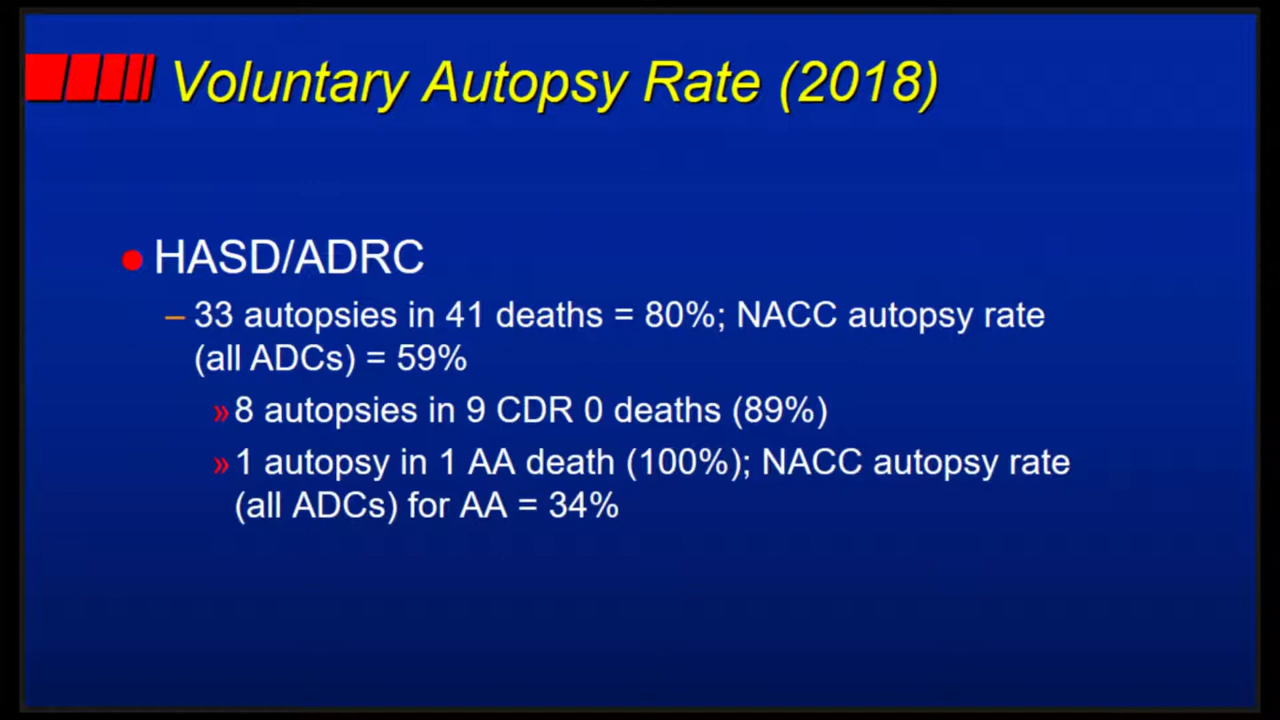 Voluntary Autopsy Rate (2018)
● HASD/ADRC
– 33 autopsies in 41 deaths = 80%; NACC autopsy rate
(all ADCs) = 59%
» 8 autopsies in 9 CDR 0 deaths (89%)
» 1 autopsy in 1 AA death (100%); NACC autopsy rate
(all ADCs) for AA = 34%